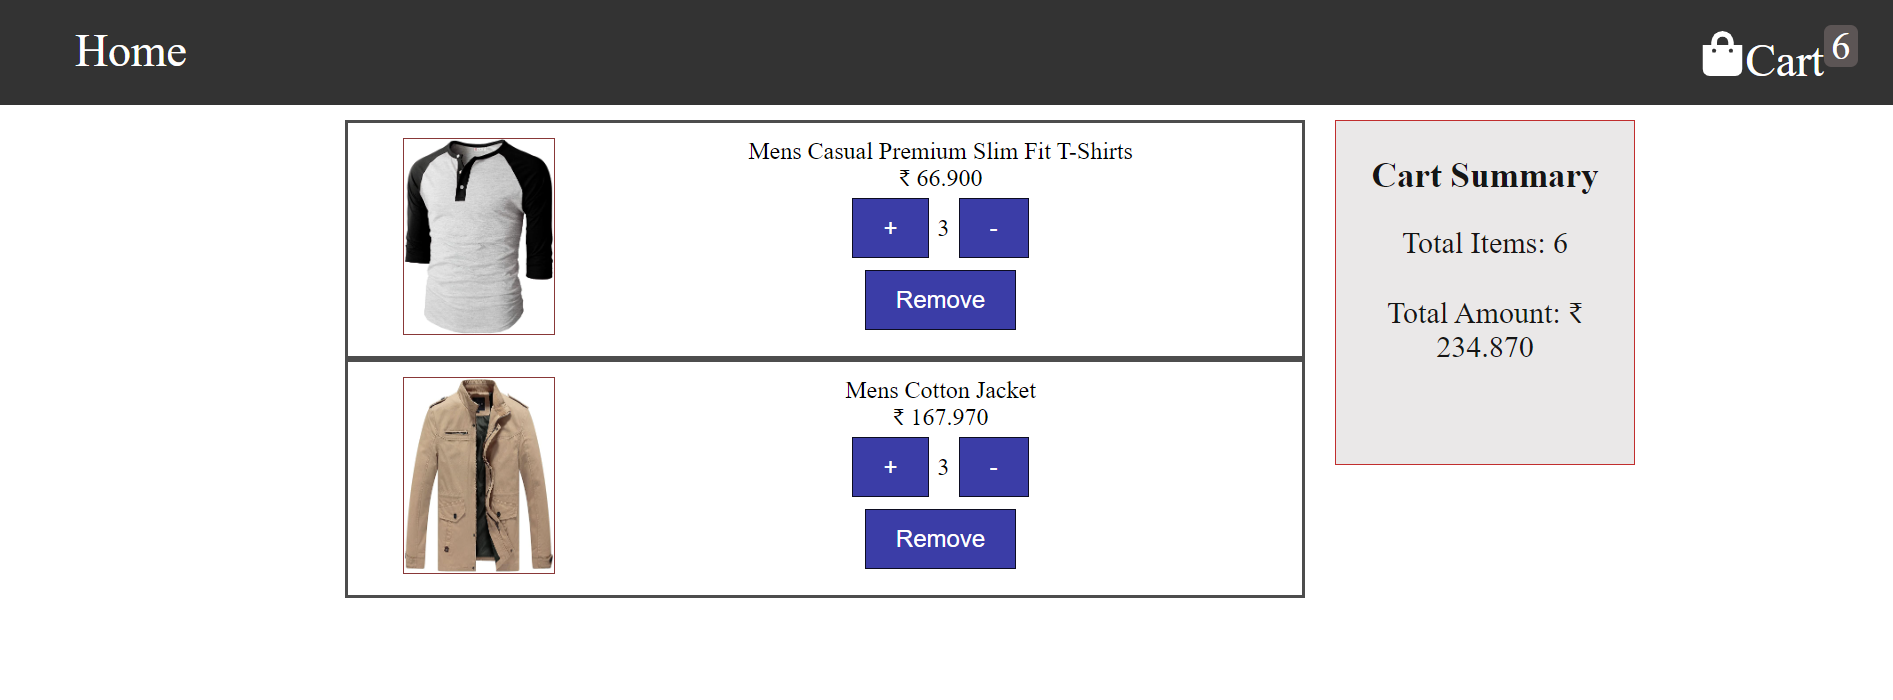 Home
Cart 6
Mens Casual Premium Slim Fit T-Shirts
₹ 66.900
+ 3 -
Remove
Mens Cotton Jacket
₹ 167.970
+ 3 -
Remove
Cart Summary
Total Items: 6
Total Amount: ₹
234.870